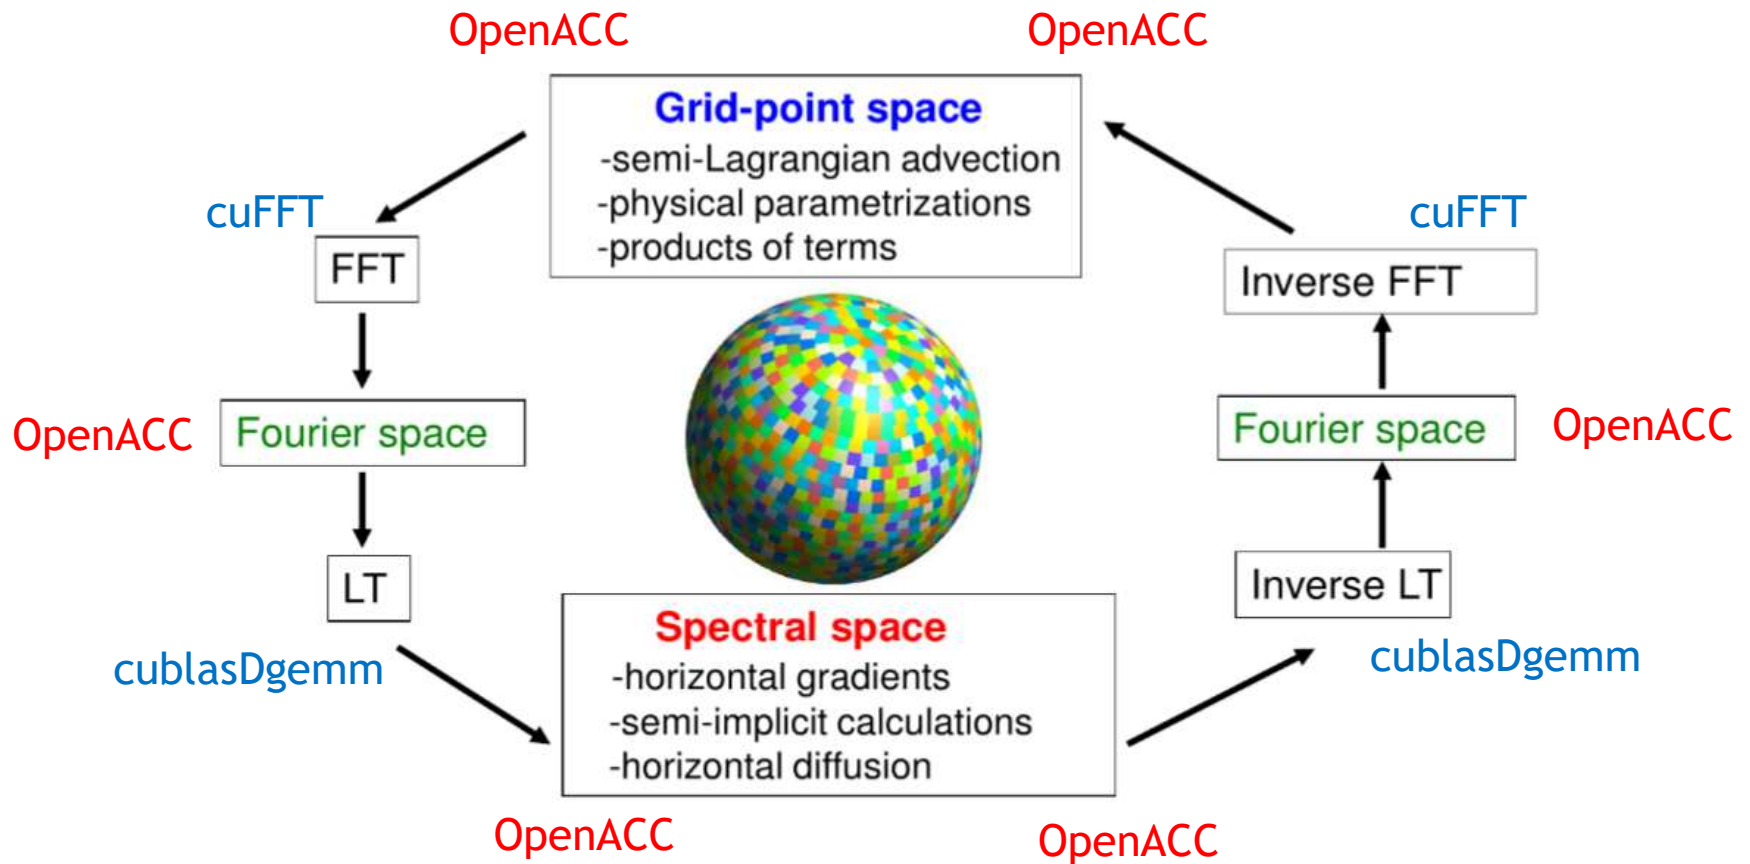 OpenACC
OpenACC
Grid-point space
-semi-Lagrangian advection
-physical parametrizations
-products of terms
cuFFT
FFT
cuFFT
Inverse FFT
OpenACC
Fourier space
Fourier space
OpenACC
LT
cublasDgemm
Inverse LT
cublasDgemm
Spectral space
-horizontal gradients
-semi-implicit calculations
-horizontal diffusion
OpenACC
OpenACC